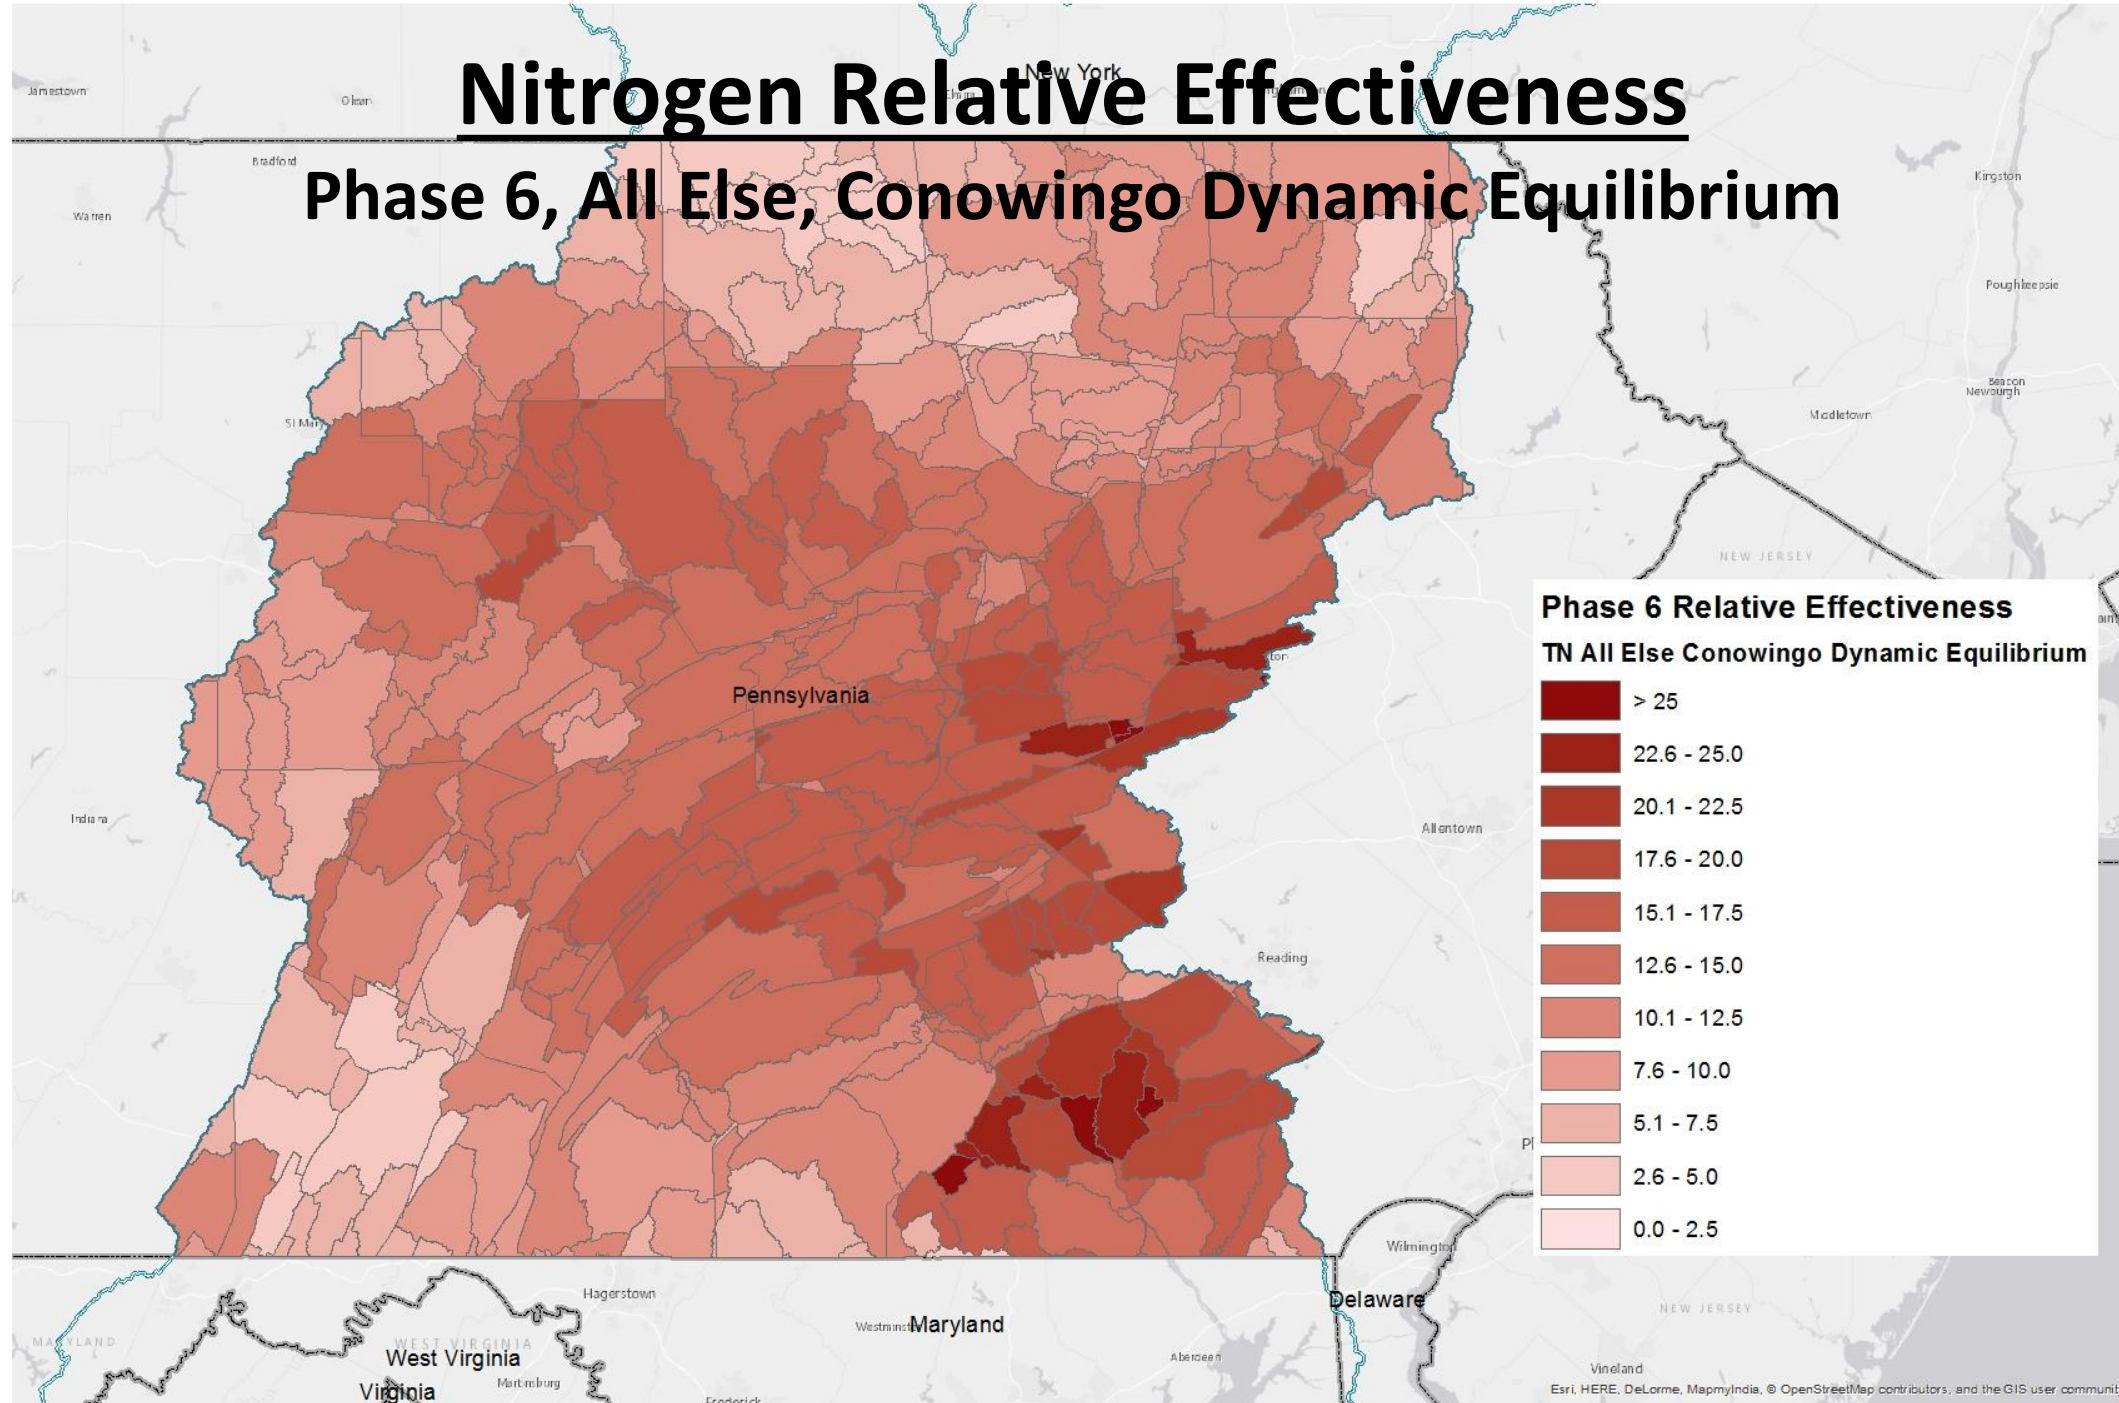 Nitrogen Relative Effectiveness
Phase 6, All Else, Conowingo Dynamic Equilibrium
New York
Jamestown
Olean
Elmira
Bradford
Warren
Kingston
Poughkeepsie
Beacon
Newburgh
Middletown
St Mary
NEW JERSEY
Pennsylvania
Indiana
Allentown
Reading
Phase 6 Relative Effectiveness
TN All Else Conowingo Dynamic Equilibrium
> 25
22.6 - 25.0
20.1 - 22.5
17.6 - 20.0
15.1 - 17.5
12.6 - 15.0
10.1 - 12.5
7.6 - 10.0
5.1 - 7.5
2.6 - 5.0
0.0 - 2.5
Wilmington
Hagerstown
Delaware
Maryland
NEW JERSEY
MARYLAND
WEST VIRGINIA
West Virginia
Aberdeen
Vineland
Martinsburg
Virginia
Frederick
Esri, HERE, DeLorme, MapmyIndia, © OpenStreetMap contributors, and the GIS user communit